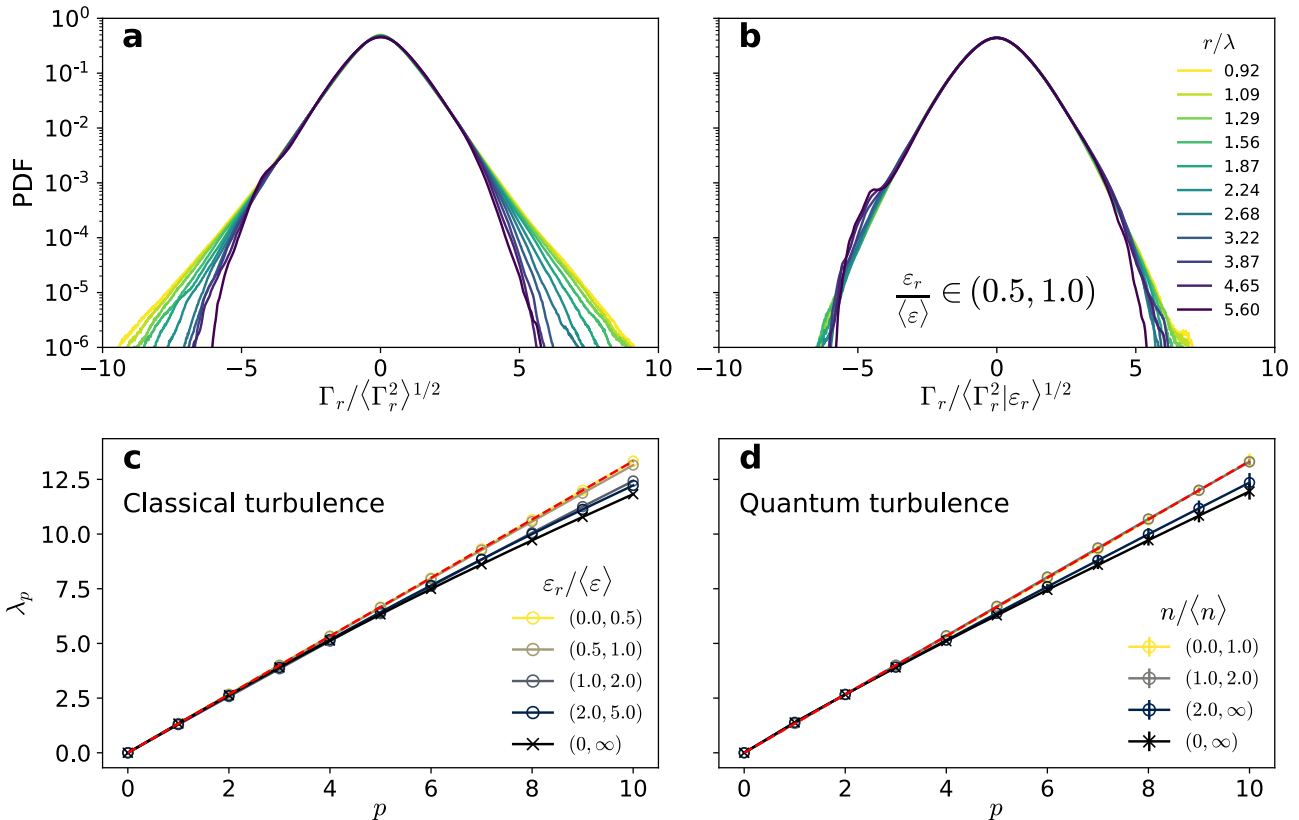 a
10^0
10^{-1}
10^{-2}
10^{-3}
10^{-4}
10^{-5}
10^{-6}
PDF
−10 −5 0 5 10
Γ_r/⟨Γ_r^2⟩^{1/2}
b
r/λ
0.92
1.09
1.29
1.56
1.87
2.24
2.68
3.22
3.87
4.65
5.60
ε_r/⟨ε⟩ ∈ (0.5, 1.0)
−10 −5 0 5 10
Γ_r/⟨Γ_r^2|ε_r⟩^{1/2}
c
Classical turbulence
12.5
10.0
7.5
5.0
2.5
0.0
λ_p
ε_r/⟨ε⟩
(0.0, 0.5)
(0.5, 1.0)
(1.0, 2.0)
(2.0, 5.0)
(0, ∞)
0 2 4 6 8 10
p
d
Quantum turbulence
n/⟨n⟩
(0.0, 1.0)
(1.0, 2.0)
(2.0, ∞)
(0, ∞)
0 2 4 6 8 10
p